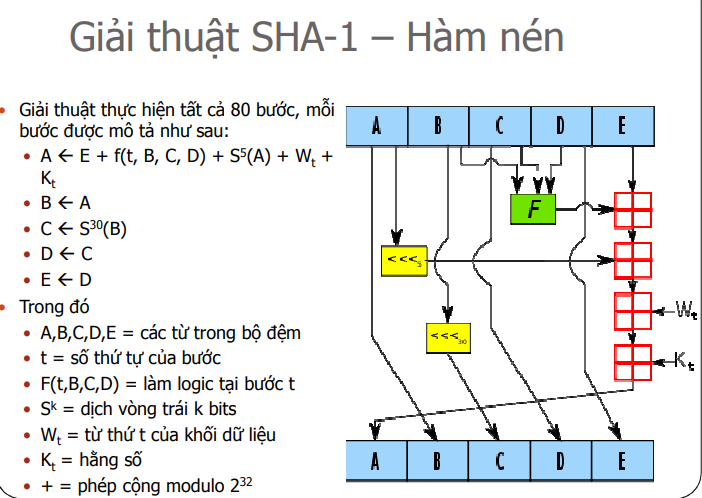 Giải thuật SHA-1 – Hàm nén
• Giải thuật thực hiện tất cả 80 bước, mỗi
bước được mô tả như sau:
• A ← E + f(t, B, C, D) + S⁵(A) + Wₜ +
Kₜ
• B ← A
• C ← S³⁰(B)
• D ← C
• E ← D
• Trong đó
• A,B,C,D,E = các từ trong bộ đệm
• t = số thứ tự của bước
• F(t,B,C,D) = làm logic tại bước t
• Sᵏ = dịch vòng trái k bits
• Wₜ = từ thứ t của khối dữ liệu
• Kₜ = hằng số
• + = phép cộng modulo 2³²
A B C D E
F
<<<₅
Wₜ
<<<₃₀
Kₜ
A B C D E